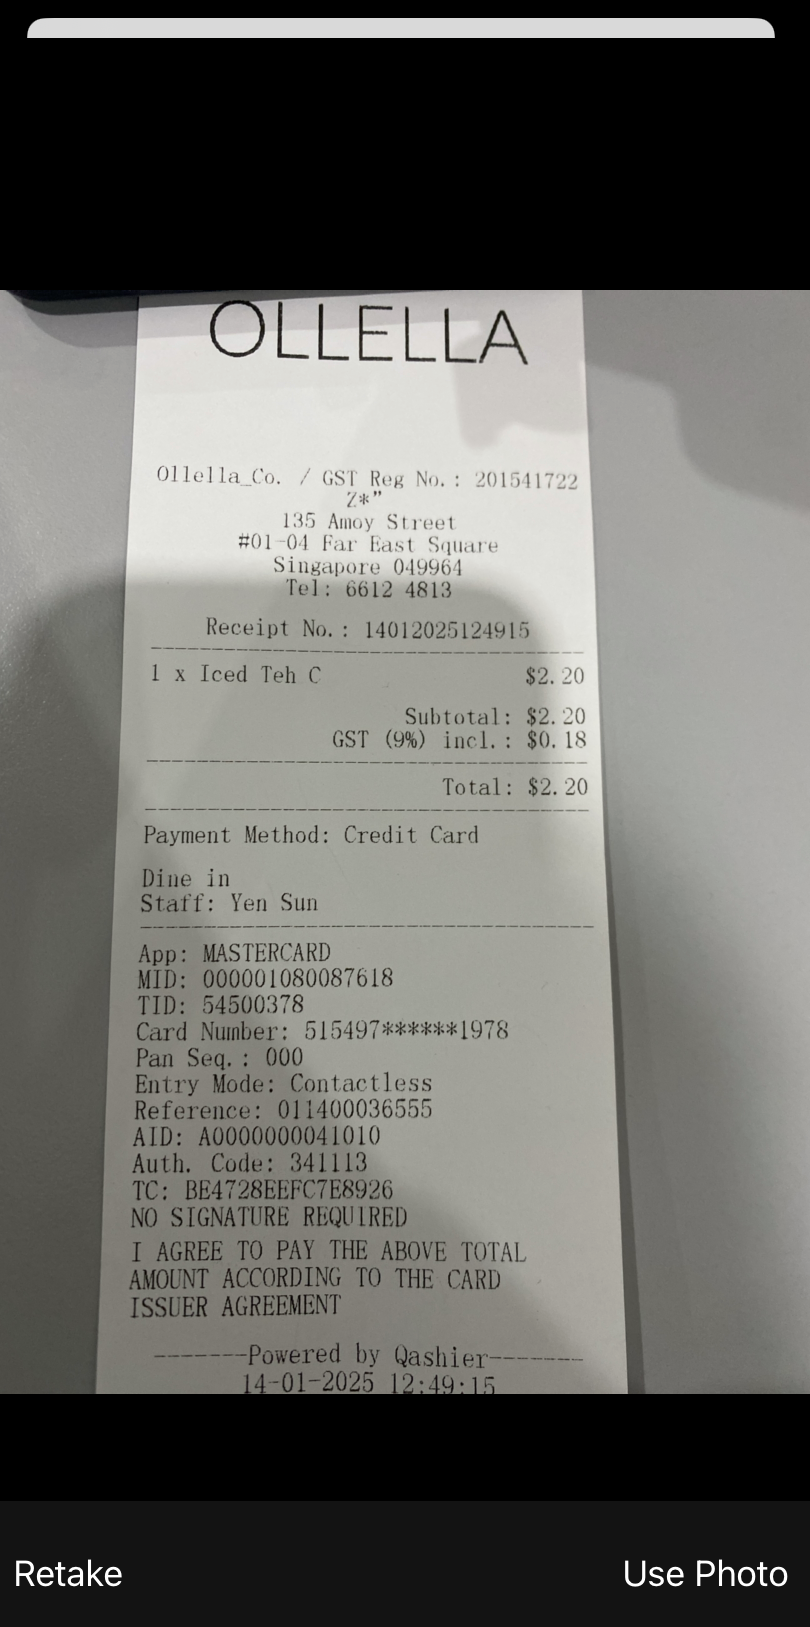 OLLELLA
Ollella_Co. / GST Reg No.: 201541722
Z*"
135 Amoy Street
#01-04 Far East Square
Singapore 049964
Tel: 6612 4813
Receipt No.: 14012025124915
1 x Iced Teh C $2.20
Subtotal: $2.20
GST (9%) incl.: $0.18
Total: $2.20
Payment Method: Credit Card
Dine in
Staff: Yen Sun
App: MASTERCARD
MID: 000001080087618
TID: 54500378
Card Number: 515497******1978
Pan Seq.: 000
Entry Mode: Contactless
Reference: 011400036555
AID: A0000000041010
Auth. Code: 341113
TC: BE4728EEFC7E8926
NO SIGNATURE REQUIRED
I AGREE TO PAY THE ABOVE TOTAL
AMOUNT ACCORDING TO THE CARD
ISSUER AGREEMENT
-------Powered by Qashier-------
14-01-2025 12:49:15
Retake Use Photo